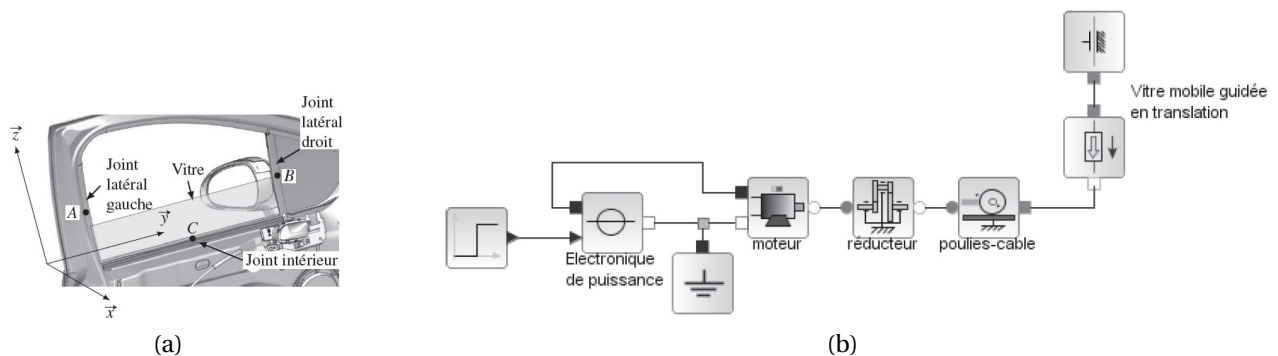 Joint
latéral
droit
z
Joint
latéral
gauche
Vitre
B
A
y
C
Joint intérieur
x
(a)
Vitre mobile guidée
en translation
moteur
réducteur
poulies-cable
Electronique
de puissance
(b)